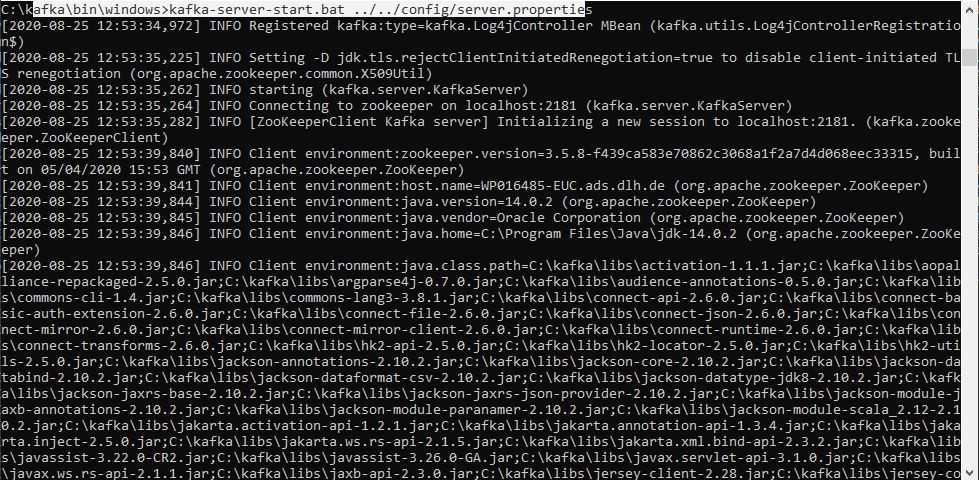 C:\kafka\bin\windows>kafka-server-start.bat ../../config/server.properties
[2020-08-25 12:53:34,972] INFO Registered kafka:type=kafka.Log4jController MBean (kafka.utils.Log4jControllerRegistratio
n$)
[2020-08-25 12:53:35,225] INFO Setting -D jdk.tls.rejectClientInitiatedRenegotiation=true to disable client-initiated TL
S renegotiation (org.apache.zookeeper.common.X509Util)
[2020-08-25 12:53:35,262] INFO starting (kafka.server.KafkaServer)
[2020-08-25 12:53:35,264] INFO Connecting to zookeeper on localhost:2181 (kafka.server.KafkaServer)
[2020-08-25 12:53:35,282] INFO [ZooKeeperClient Kafka server] Initializing a new session to localhost:2181. (kafka.zooke
eper.ZooKeeperClient)
[2020-08-25 12:53:39,840] INFO Client environment:zookeeper.version=3.5.8-f439ca583e70862c3068a1f2a7d4d068eec33315, buil
t on 05/04/2020 15:53 GMT (org.apache.zookeeper.ZooKeeper)
[2020-08-25 12:53:39,841] INFO Client environment:host.name=WP016485-EUC.ads.dlh.de (org.apache.zookeeper.ZooKeeper)
[2020-08-25 12:53:39,844] INFO Client environment:java.version=14.0.2 (org.apache.zookeeper.ZooKeeper)
[2020-08-25 12:53:39,845] INFO Client environment:java.vendor=Oracle Corporation (org.apache.zookeeper.ZooKeeper)
[2020-08-25 12:53:39,846] INFO Client environment:java.home=C:\Program Files\Java\jdk-14.0.2 (org.apache.zookeeper.ZooKe
eper)
[2020-08-25 12:53:39,846] INFO Client environment:java.class.path=C:\kafka\libs\activation-1.1.1.jar;C:\kafka\libs\aopal
liance-repackaged-2.5.0.jar;C:\kafka\libs\argparse4j-0.7.0.jar;C:\kafka\libs\audience-annotations-0.5.0.jar;C:\kafka\lib
s\commons-cli-1.4.jar;C:\kafka\libs\commons-lang3-3.8.1.jar;C:\kafka\libs\connect-api-2.6.0.jar;C:\kafka\libs\connect-ba
sic-auth-extension-2.6.0.jar;C:\kafka\libs\connect-file-2.6.0.jar;C:\kafka\libs\connect-json-2.6.0.jar;C:\kafka\libs\con
nect-mirror-2.6.0.jar;C:\kafka\libs\connect-mirror-client-2.6.0.jar;C:\kafka\libs\connect-runtime-2.6.0.jar;C:\kafka\lib
s\connect-transforms-2.6.0.jar;C:\kafka\libs\hk2-api-2.5.0.jar;C:\kafka\libs\hk2-locator-2.5.0.jar;C:\kafka\libs\hk2-uti
ls-2.5.0.jar;C:\kafka\libs\jackson-annotations-2.10.2.jar;C:\kafka\libs\jackson-core-2.10.2.jar;C:\kafka\libs\jackson-da
tabind-2.10.2.jar;C:\kafka\libs\jackson-dataformat-csv-2.10.2.jar;C:\kafka\libs\jackson-datatype-jdk8-2.10.2.jar;C:\kafk
a\libs\jackson-jaxrs-base-2.10.2.jar;C:\kafka\libs\jackson-jaxrs-json-provider-2.10.2.jar;C:\kafka\libs\jackson-module-j
axb-annotations-2.10.2.jar;C:\kafka\libs\jackson-module-paranamer-2.10.2.jar;C:\kafka\libs\jackson-module-scala_2.12-2.1
0.2.jar;C:\kafka\libs\jakarta.activation-api-1.2.1.jar;C:\kafka\libs\jakarta.annotation-api-1.3.4.jar;C:\kafka\libs\jaka
rta.inject-2.5.0.jar;C:\kafka\libs\jakarta.ws.rs-api-2.1.5.jar;C:\kafka\libs\jakarta.xml.bind-api-2.3.2.jar;C:\kafka\lib
s\javassist-3.22.0-CR2.jar;C:\kafka\libs\javassist-3.26.0-GA.jar;C:\kafka\libs\javax.servlet-api-3.1.0.jar;C:\kafka\libs
\javax.ws.rs-api-2.1.1.jar;C:\kafka\libs\jaxb-api-2.3.0.jar;C:\kafka\libs\jersey-client-2.28.jar;C:\kafka\libs\jersey-co